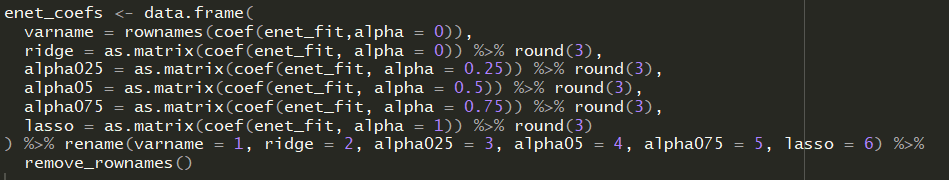 enet_coefs <- data.frame(
  varname = rownames(coef(enet_fit,alpha = 0)),
  ridge = as.matrix(coef(enet_fit, alpha = 0)) %>% round(3),
  alpha025 = as.matrix(coef(enet_fit, alpha = 0.25)) %>% round(3),
  alpha05 = as.matrix(coef(enet_fit, alpha = 0.5)) %>% round(3),
  alpha075 = as.matrix(coef(enet_fit, alpha = 0.75)) %>% round(3),
  lasso = as.matrix(coef(enet_fit, alpha = 1)) %>% round(3)
) %>% rename(varname = 1, ridge = 2, alpha025 = 3, alpha05 = 4, alpha075 = 5, lasso = 6) %>%
  remove_rownames()